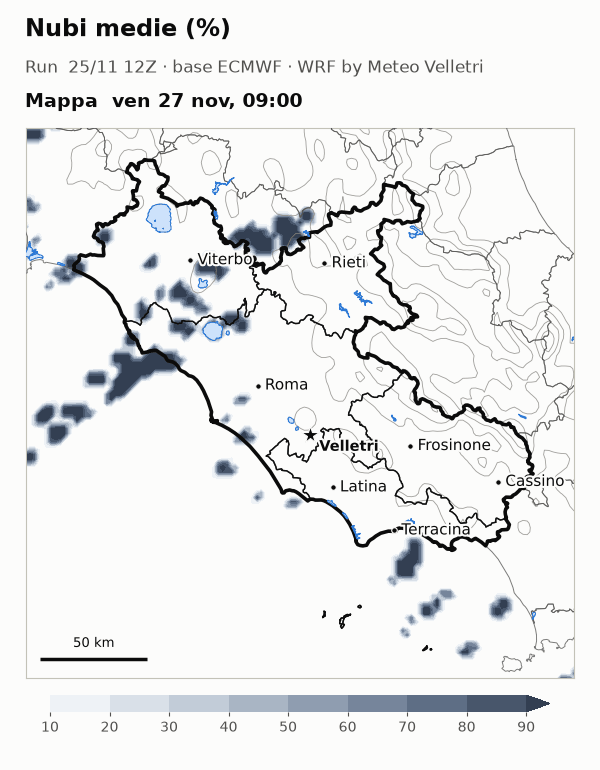 Nubi medie (%)
Run 25/11 12Z · base ECMWF · WRF by Meteo Velletri
Mappa ven 27 nov, 09:00
Viterbo
Rieti
Roma
Velletri
Frosinone
Cassino
Latina
Terracina
50 km
10 20 30 40 50 60 70 80 90